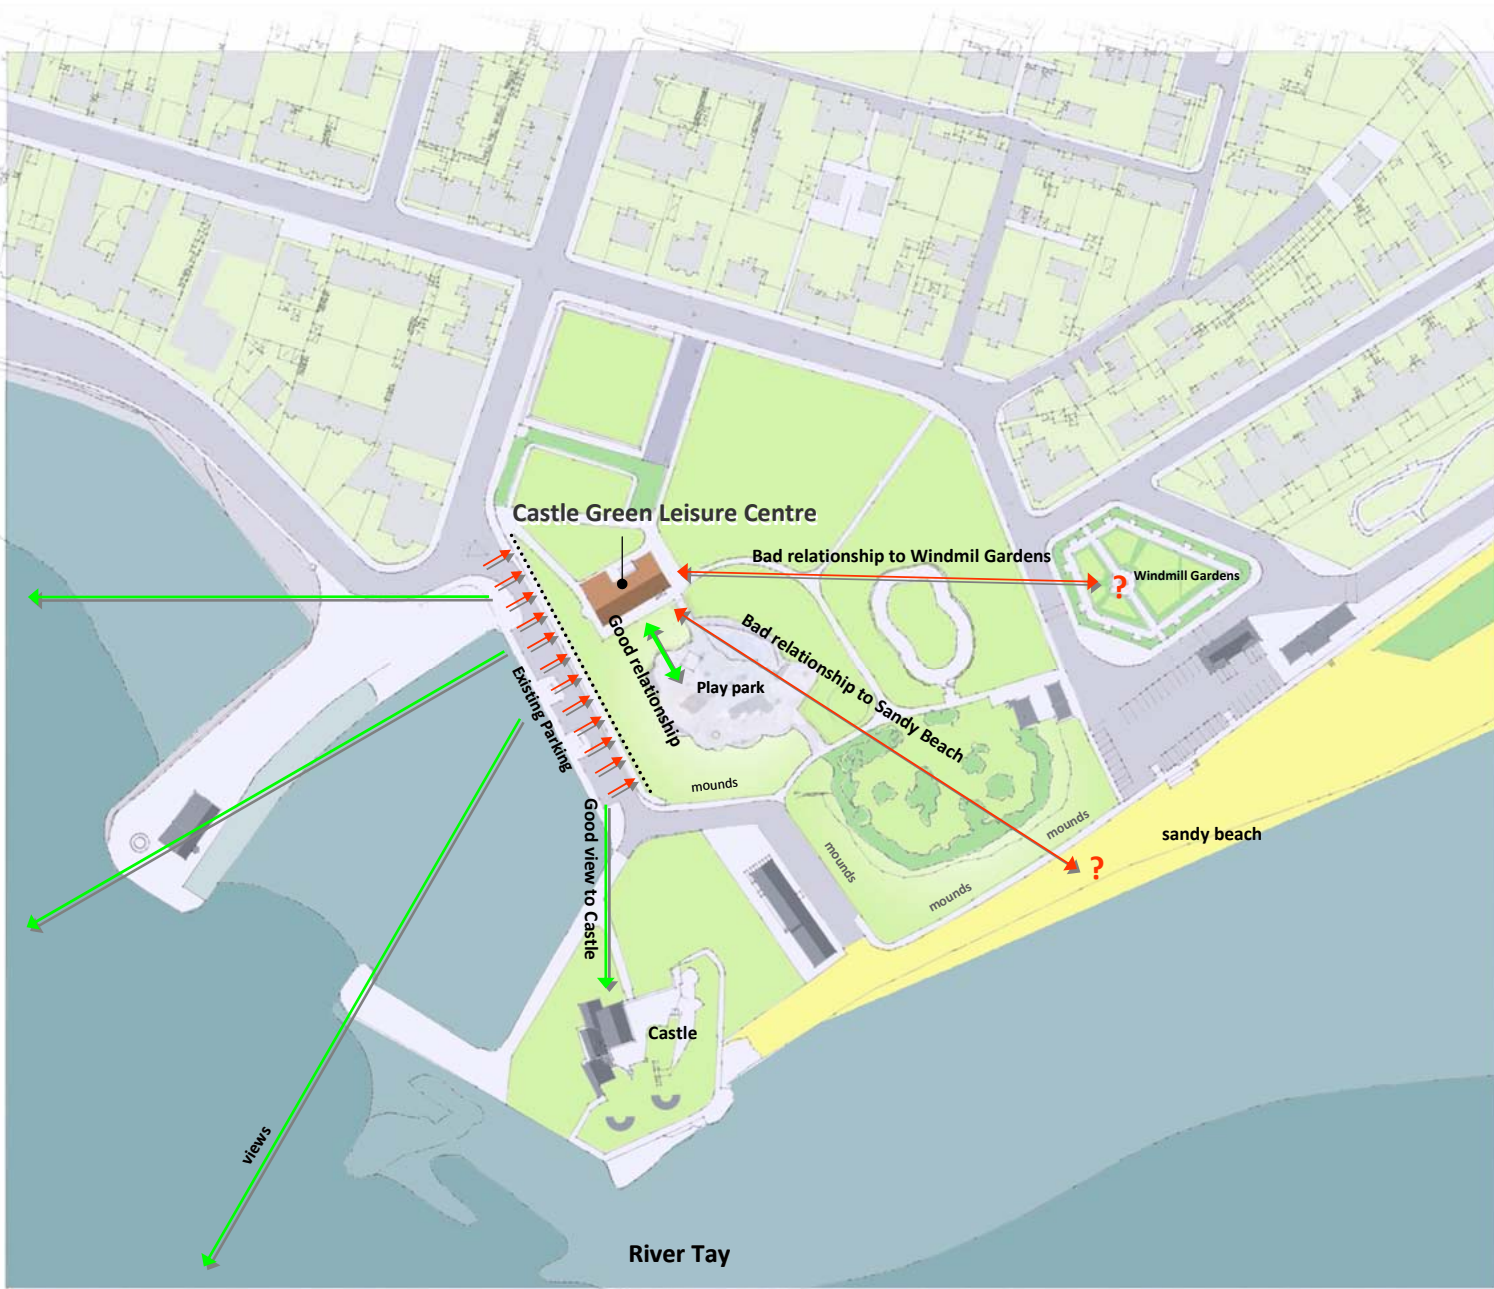 Castle Green Leisure Centre
Bad relationship to Windmil Gardens
?
Windmill Gardens
Good relationship
Bad relationship to Sandy Beach
Play park
Existing Parking
mounds
Good view to Castle
mounds
mounds
mounds
sandy beach
?
Castle
views
River Tay